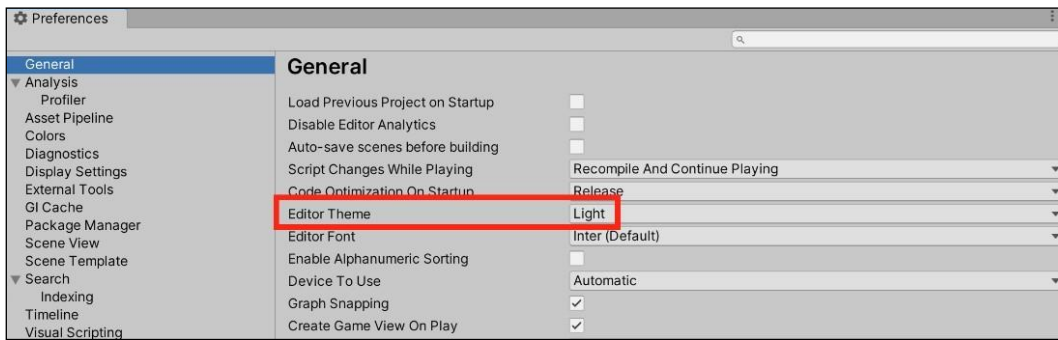 Preferences
General
Analysis
Profiler
Asset Pipeline
Colors
Diagnostics
Display Settings
External Tools
GI Cache
Package Manager
Scene View
Scene Template
Search
Indexing
Timeline
Visual Scripting
General
Load Previous Project on Startup
Disable Editor Analytics
Auto-save scenes before building
Script Changes While Playing Recompile And Continue Playing
Code Optimization On Startup Release
Editor Theme Light
Editor Font Inter (Default)
Enable Alphanumeric Sorting
Device To Use Automatic
Graph Snapping
Create Game View On Play